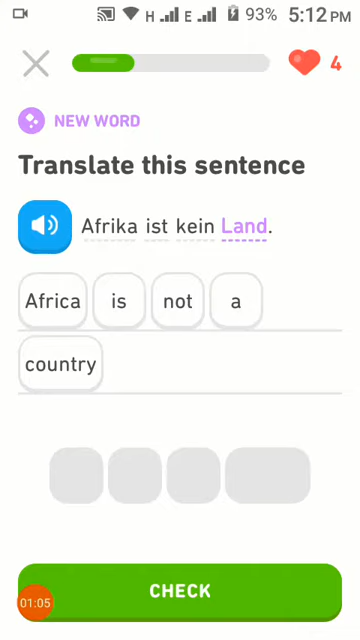 H E 93% 5:12 PM
4
NEW WORD
Translate this sentence
Afrika ist kein Land.
Africa is not a
country
CHECK
01:05